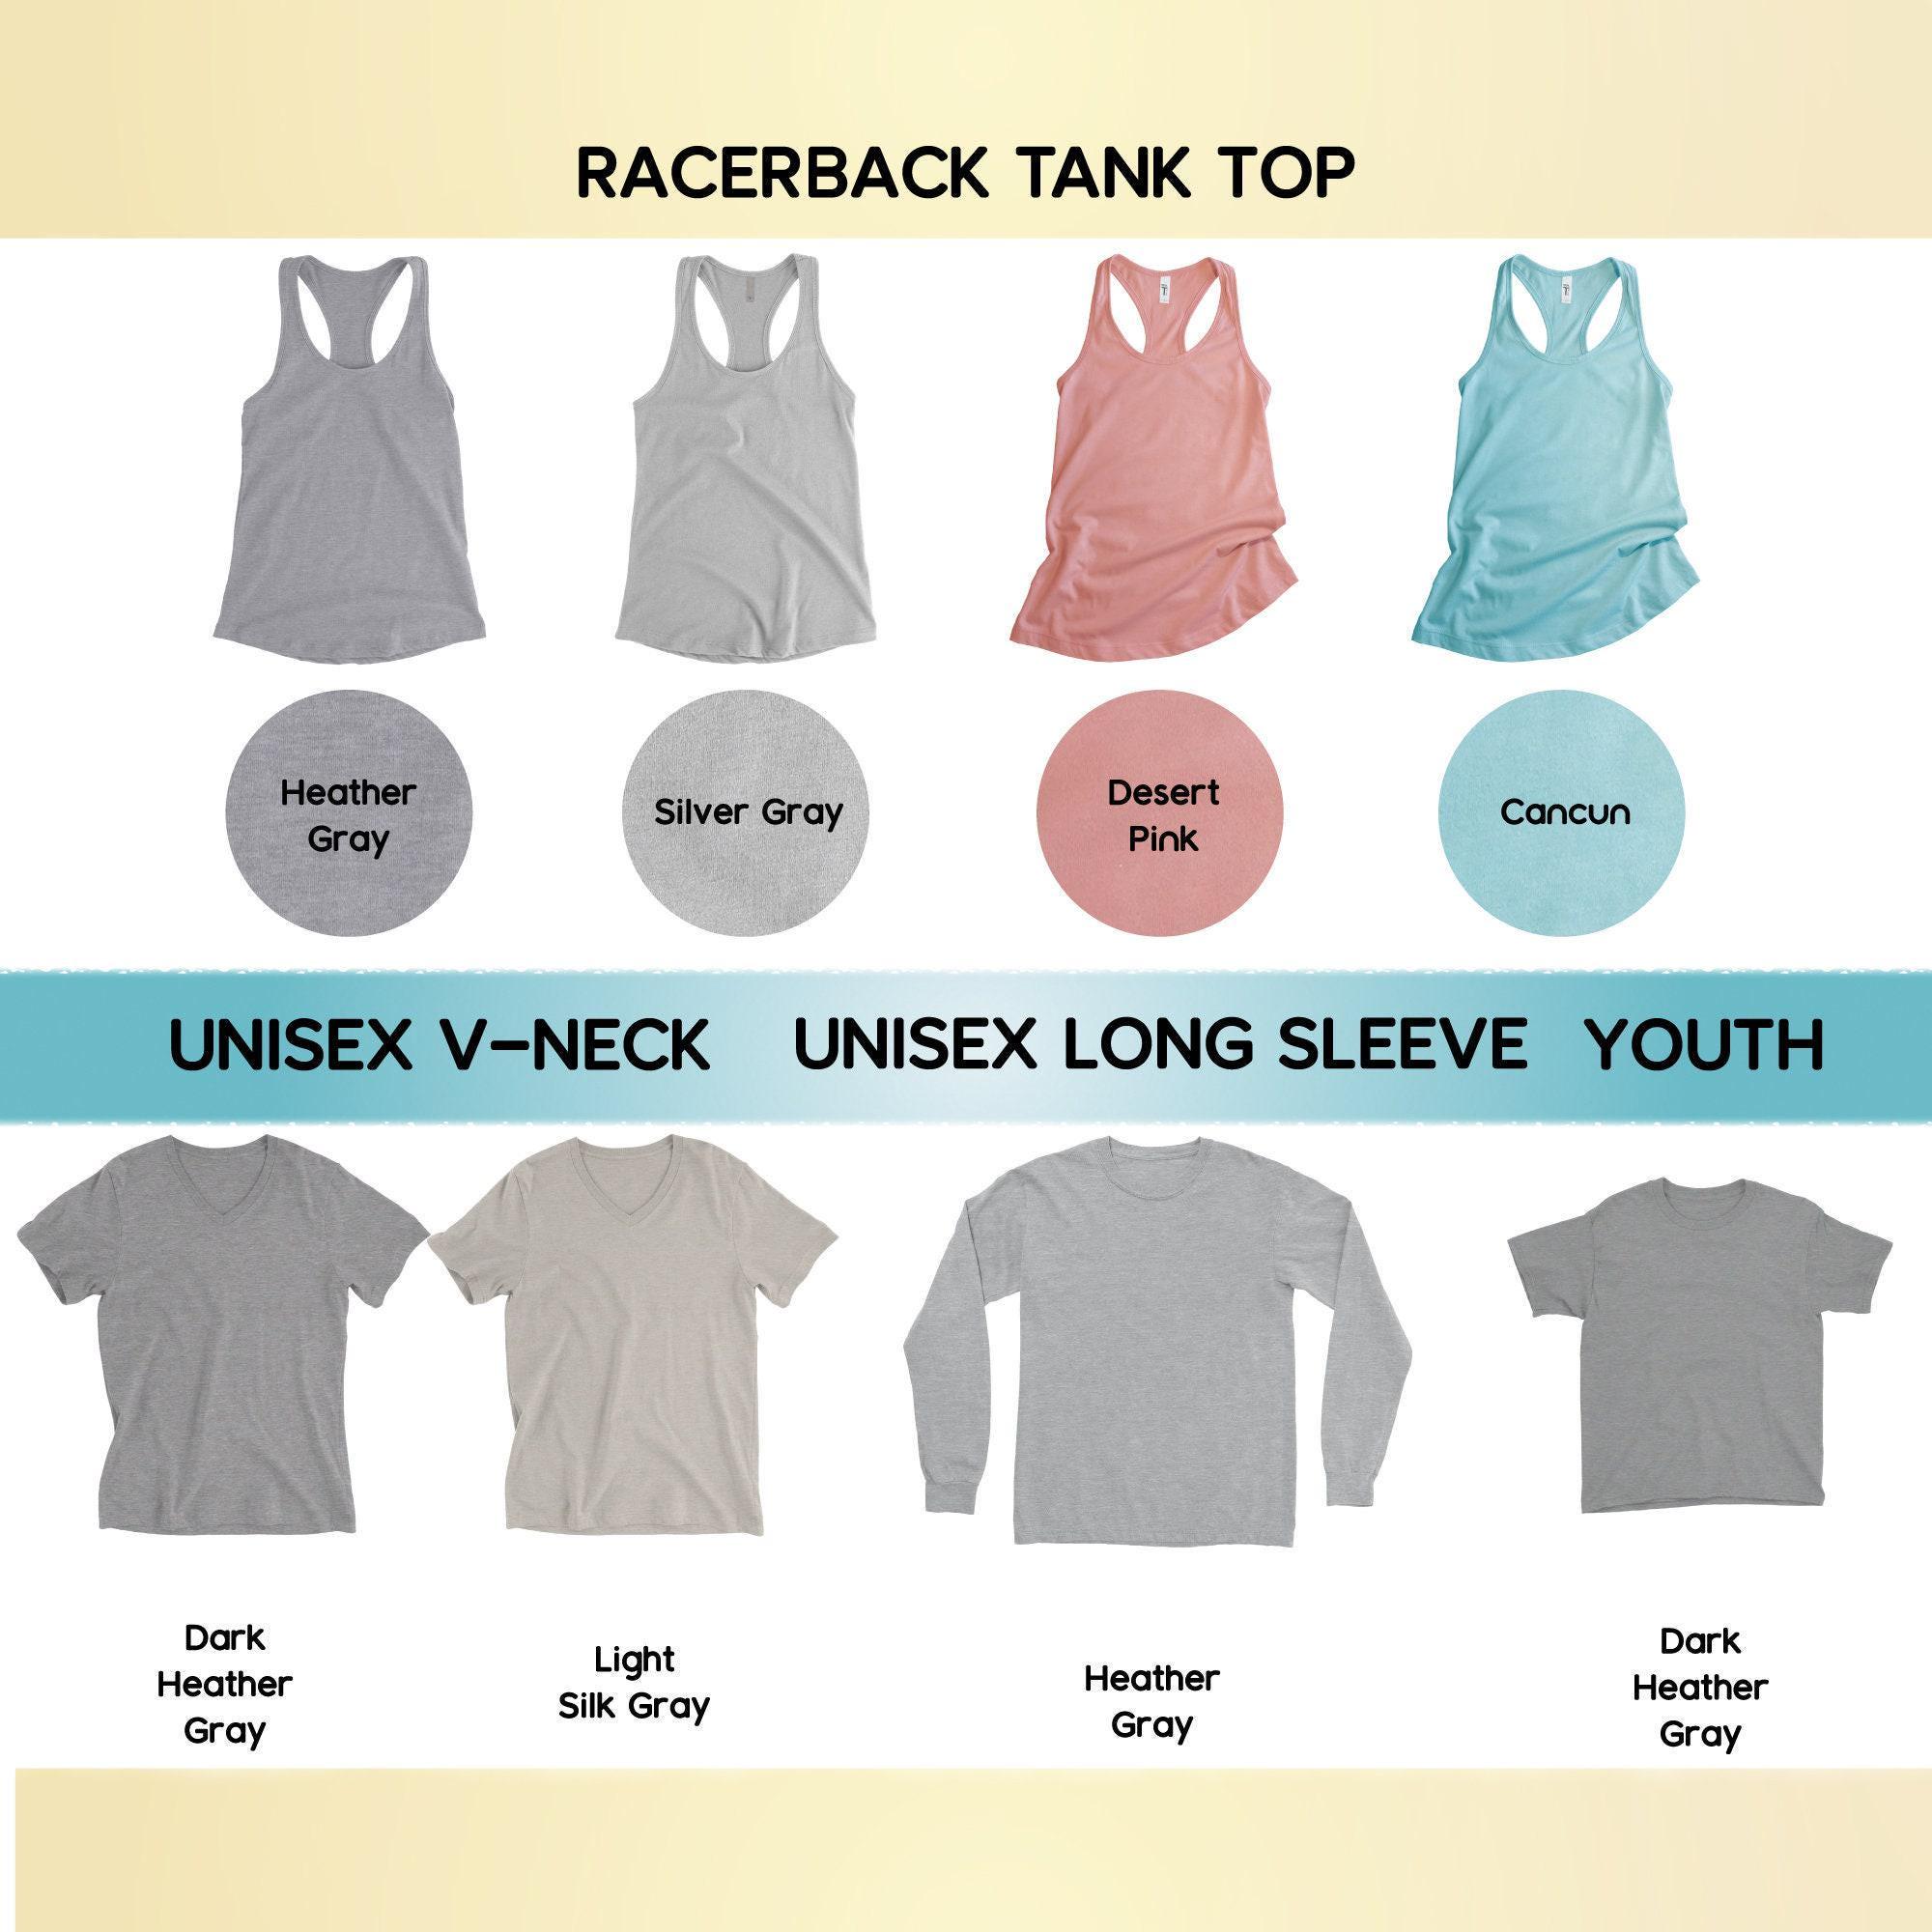 RACERBACK TANK TOP
Heather
Gray
Silver Gray
Desert
Pink
Cancun
UNISEX V-NECK
UNISEX LONG SLEEVE
YOUTH
Dark
Heather
Gray
Light
Silk Gray
Heather
Gray
Dark
Heather
Gray